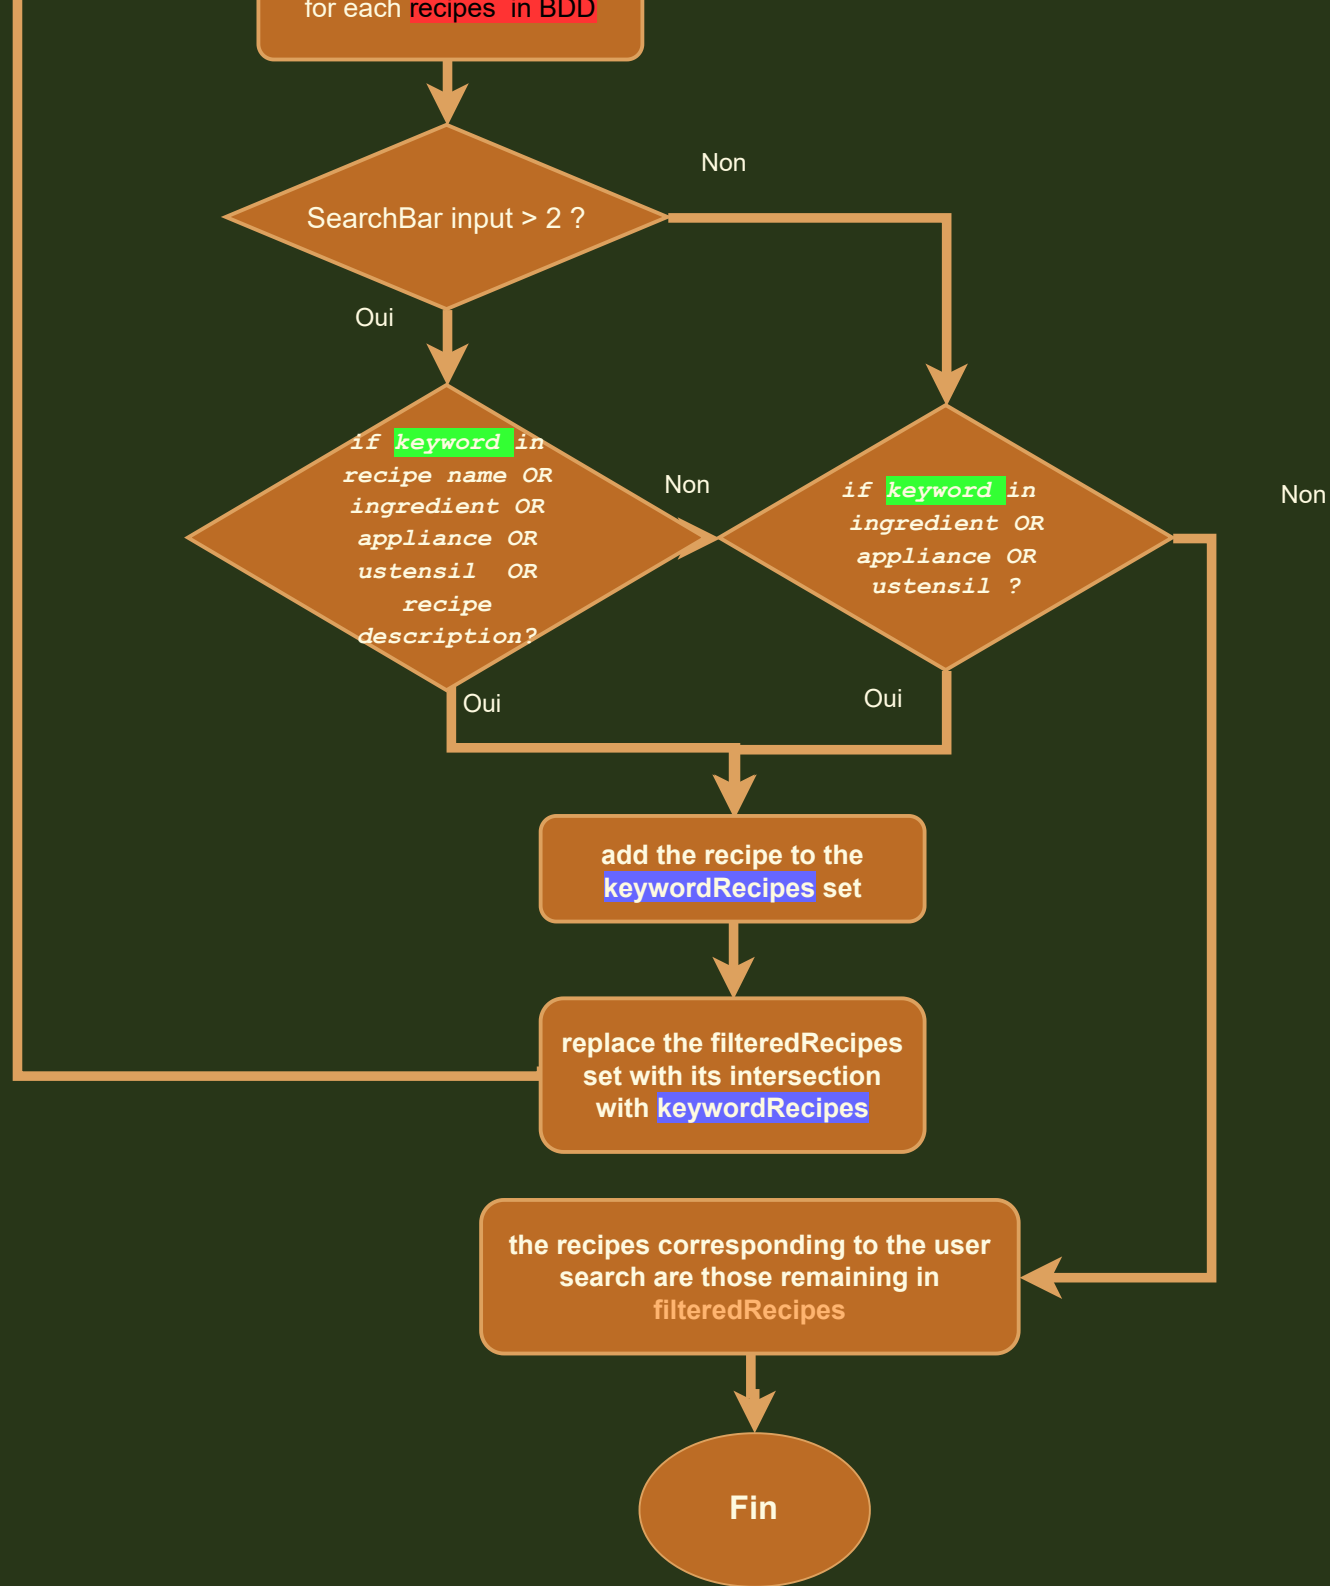 for each recipes in BDD
Non
SearchBar input > 2 ?
Oui
if keyword in
recipe name OR
ingredient OR
appliance OR
ustensil OR
recipe
description?
Non
if keyword in
ingredient OR
appliance OR
ustensil ?
Non
Oui
Oui
add the recipe to the
keywordRecipes set
replace the filteredRecipes
set with its intersection
with keywordRecipes
the recipes corresponding to the user
search are those remaining in
filteredRecipes
Fin